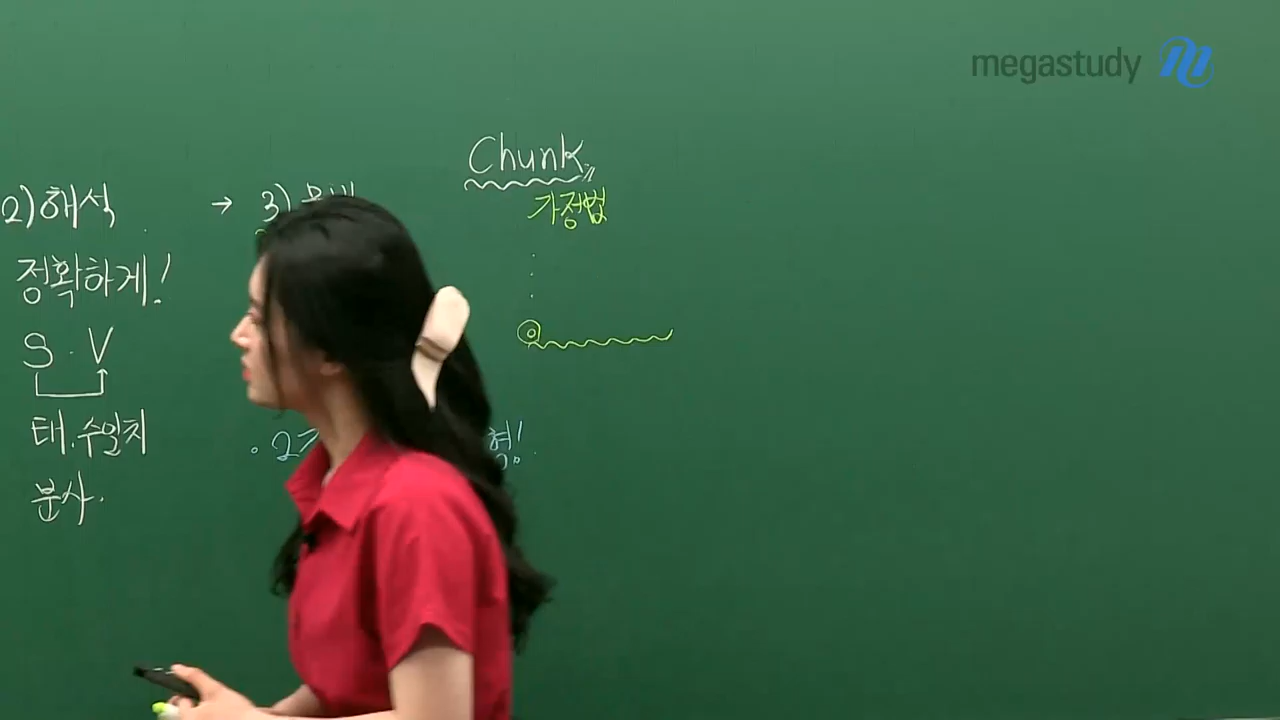 megastudy
2) 해석
정확하게!
S · V
태. 수일치
분사.
→ 3)
Chunk
가정법